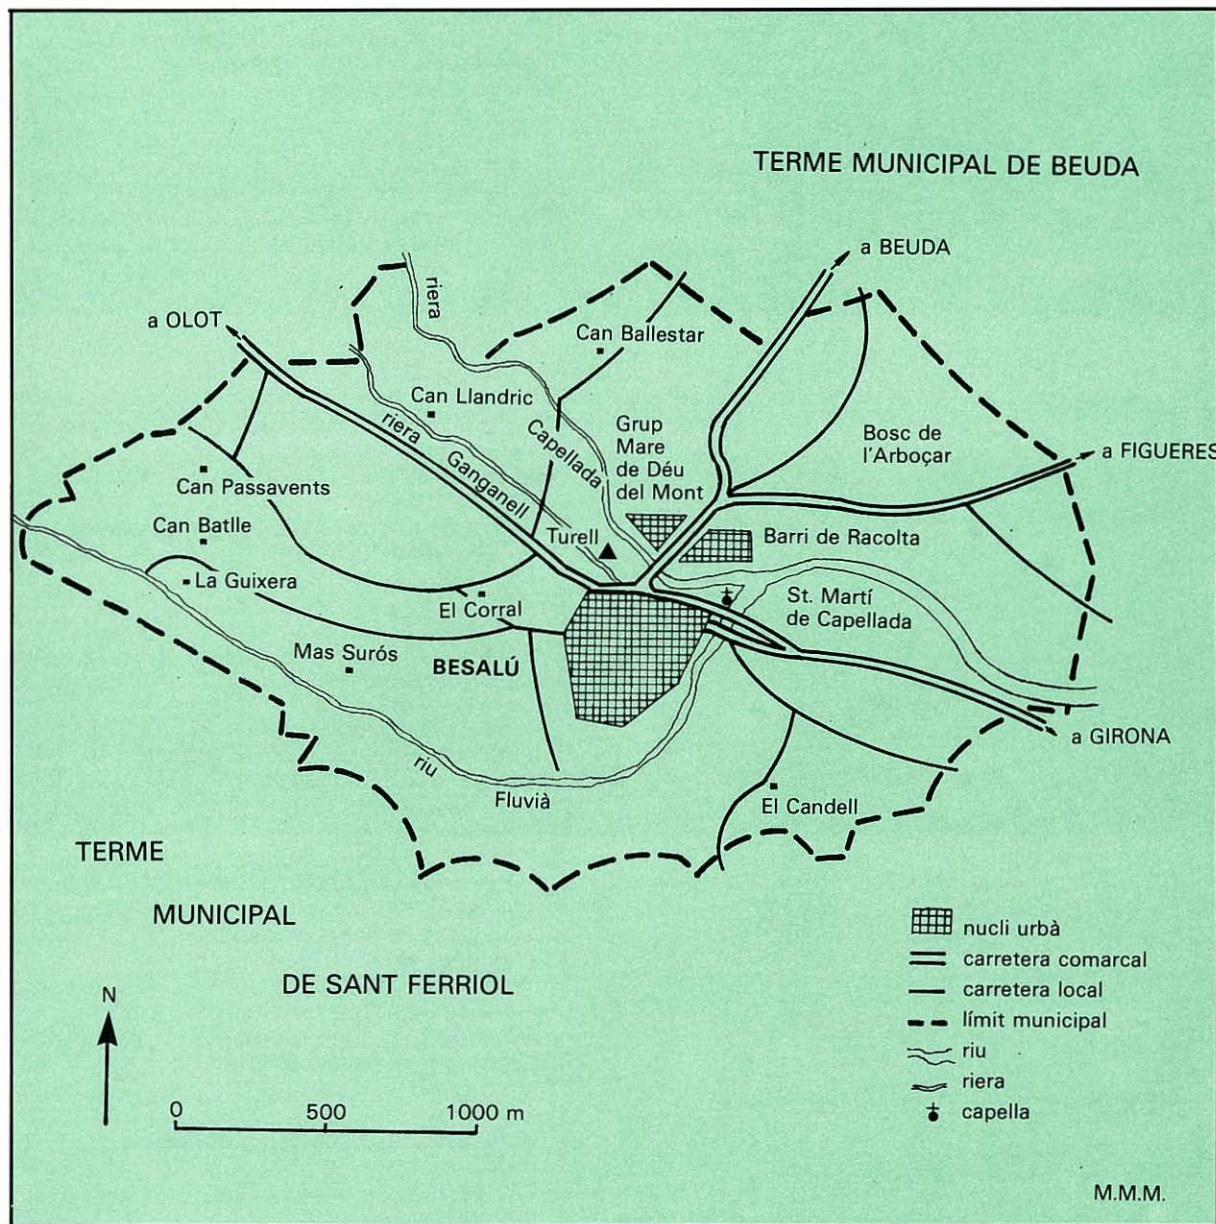 TERME MUNICIPAL DE BEUDA
a BEUDA
a OLOT
riera
Capellada
Can Ballestar
Can Llandric
riera
Ganganell
Grup
Mare
de Déu
del Mont
Bosc de
l'Arboçar
a FIGUERES
Can Passavents
Can Batlle
Turell
Barri de Racolta
La Guixera
El Corral
St. Martí
de Capellada
Mas Surós
BESALÚ
a GIRONA
riu
Fluvià
El Candell
TERME
MUNICIPAL
DE SANT FERRIOL
N
0 500 1000 m
nucli urbà
carretera comarcal
carretera local
límit municipal
riu
riera
capella
M.M.M.